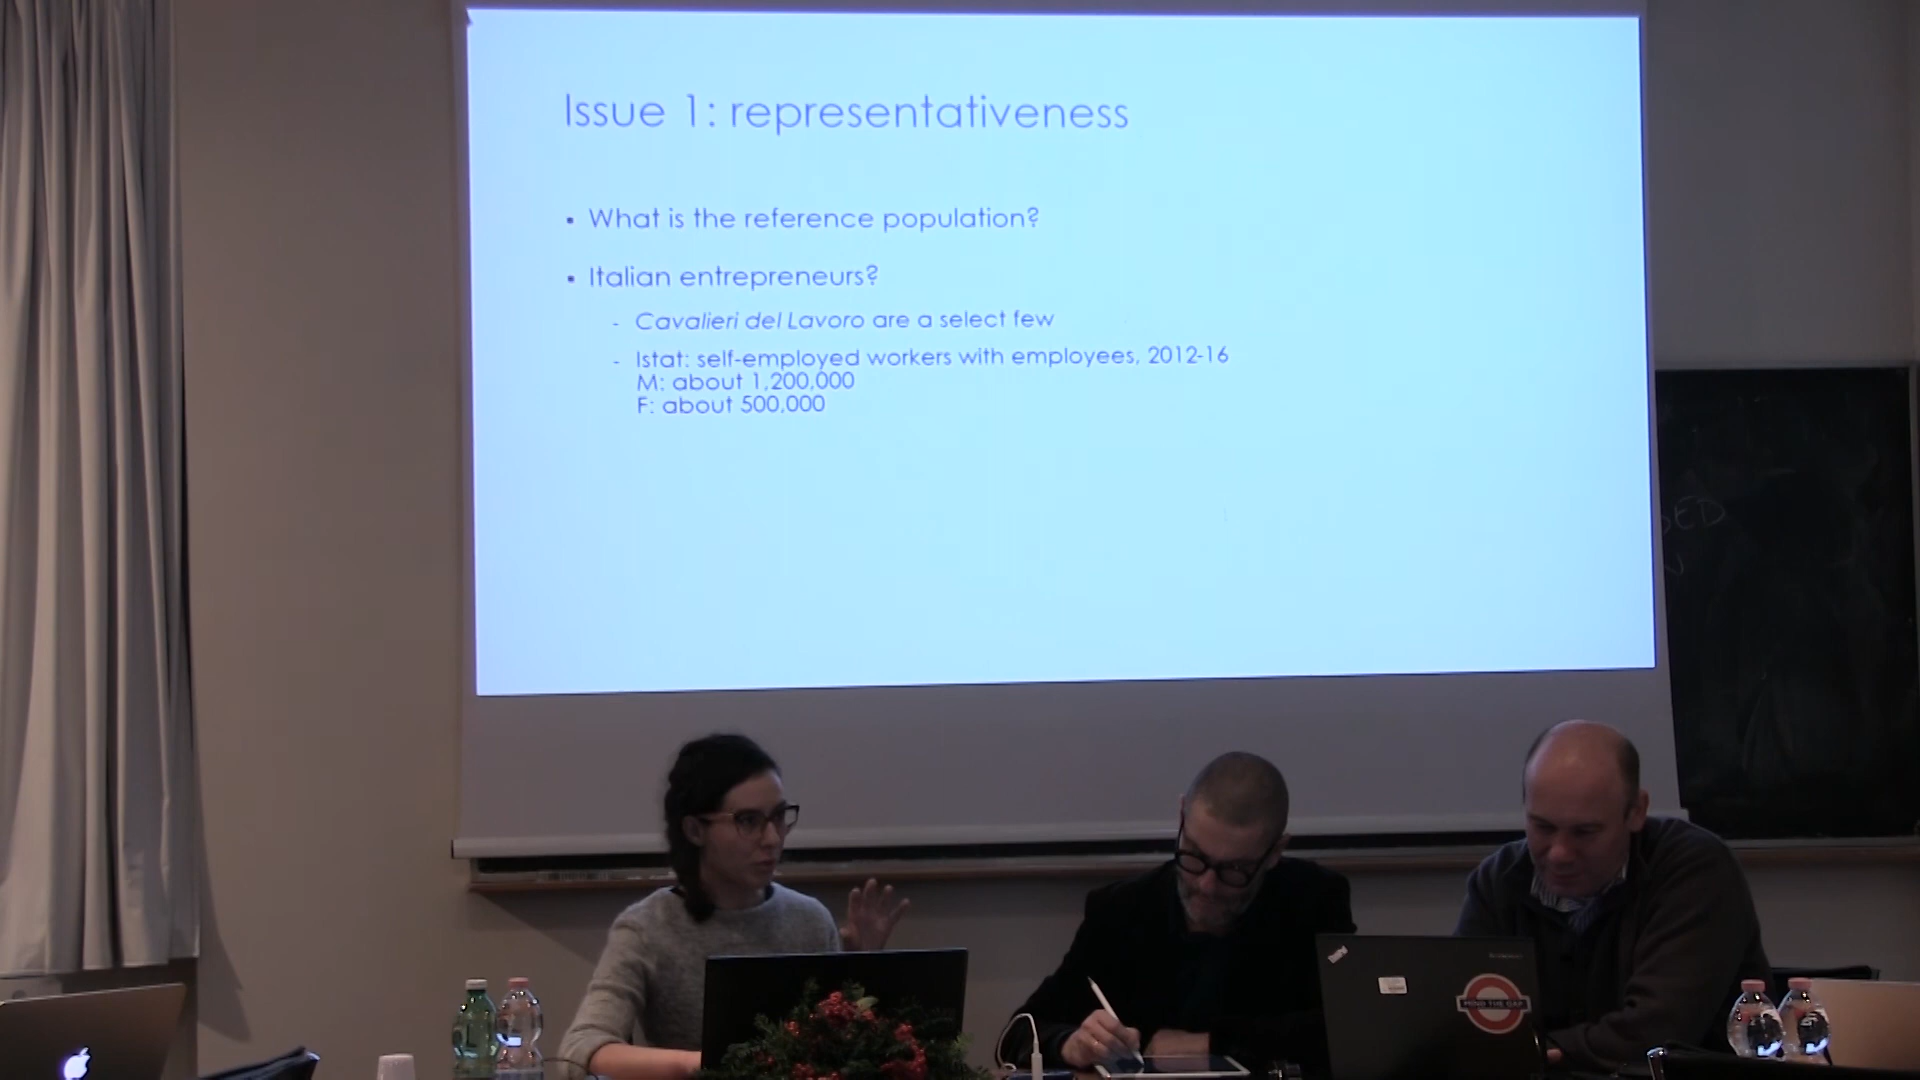 Issue 1: representativeness
▪ What is the reference population?
▪ Italian entrepreneurs?
- Cavalieri del Lavoro are a select few
- Istat: self-employed workers with employees, 2012-16
M: about 1,200,000
F: about 500,000
MIND THE GAP